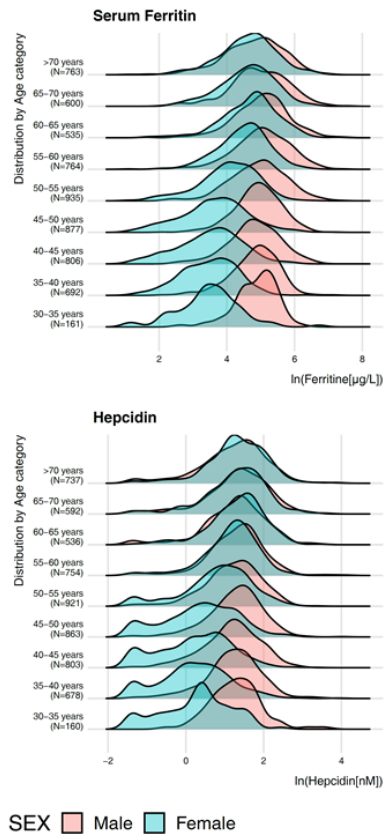 Serum Ferritin
Distribution by Age category
>70 years
(N=763)
65–70 years
(N=600)
60–65 years
(N=535)
55–60 years
(N=764)
50–55 years
(N=935)
45–50 years
(N=877)
40–45 years
(N=806)
35–40 years
(N=692)
30–35 years
(N=161)
2 4 6 8
ln(Ferritine[µg/L])
Hepcidin
Distribution by Age category
>70 years
(N=737)
65–70 years
(N=592)
60–65 years
(N=536)
55–60 years
(N=754)
50–55 years
(N=921)
45–50 years
(N=863)
40–45 years
(N=803)
35–40 years
(N=678)
30–35 years
(N=160)
−2 0 2 4
ln(Hepcidin[nM])
SEX Male Female